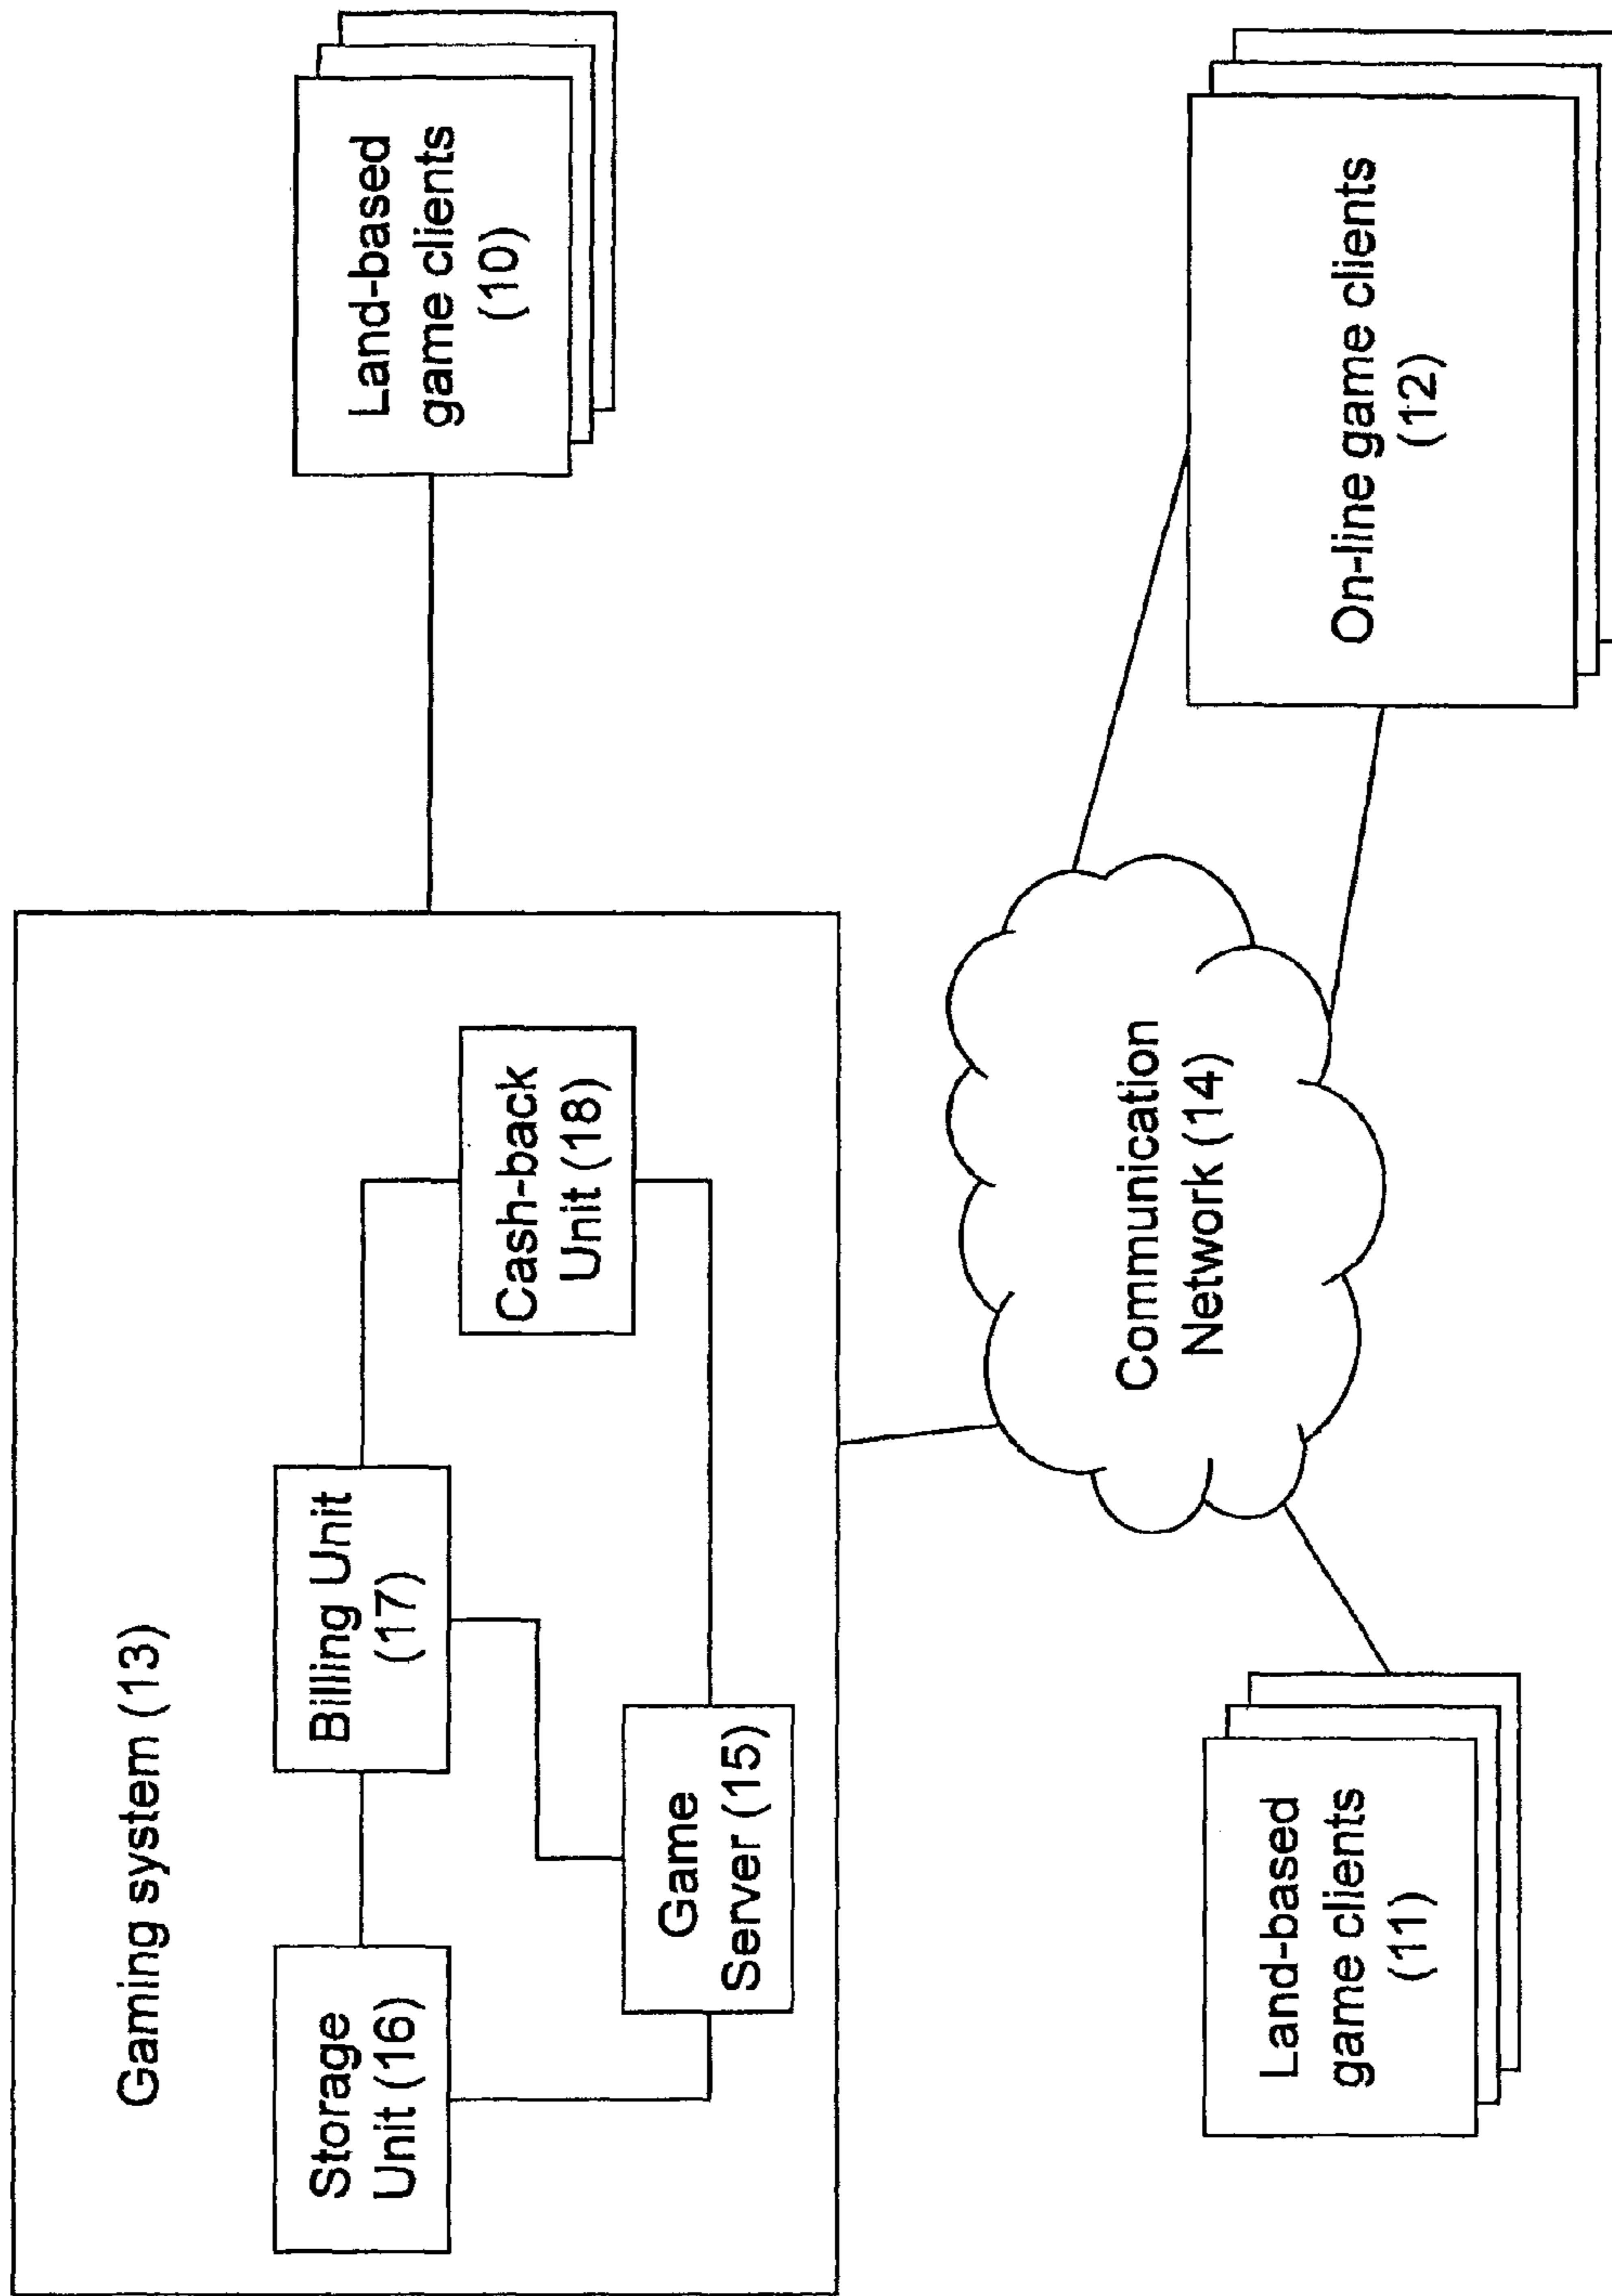 Gaming system (13)
Storage
Unit (16)
Billing Unit
(17)
Cash-back
Unit (18)
Game
Server (15)
Land-based
game clients
(10)
Communication
Network (14)
Land-based
game clients
(11)
On-line game clients
(12)